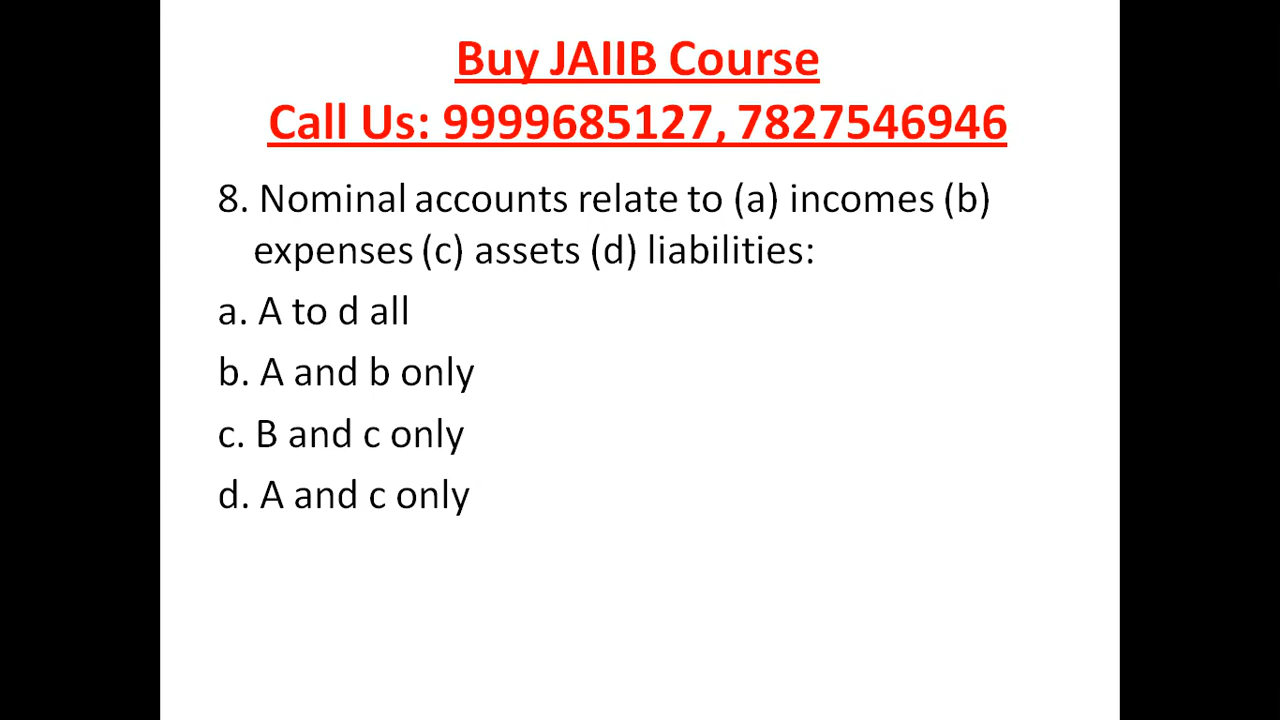 Buy JAIIB Course
Call Us: 9999685127, 7827546946
8. Nominal accounts relate to (a) incomes (b)
expenses (c) assets (d) liabilities:
a. A to d all
b. A and b only
c. B and c only
d. A and c only